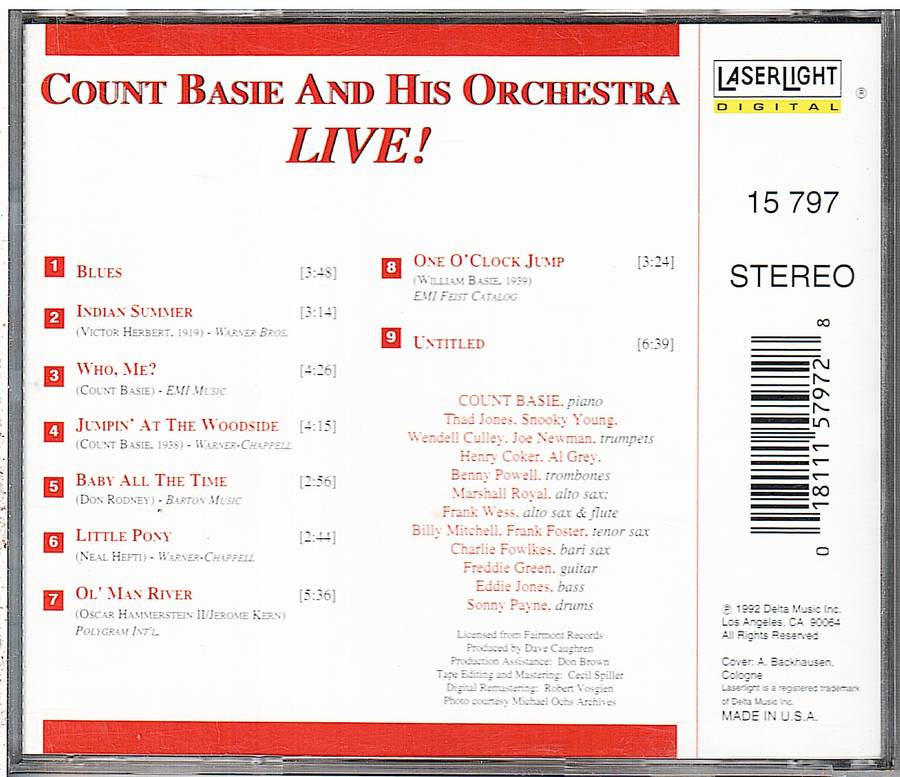 COUNT BASIE AND HIS ORCHESTRA
LIVE!
1 BLUES [3:48]
2 INDIAN SUMMER [3:14]
(VICTOR HERBERT, 1919) - WARNER BROS.
3 WHO, ME? [4:26]
(COUNT BASIE) - EMI MUSIC
4 JUMPIN' AT THE WOODSIDE [4:15]
(COUNT BASIE, 1938) - WARNER-CHAPPELL
5 BABY ALL THE TIME [2:56]
(DON RODNEY) - BARTON MUSIC
6 LITTLE PONY [2:44]
(NEAL HEFTI) - WARNER-CHAPPELL
7 OL' MAN RIVER [5:36]
(OSCAR HAMMERSTEIN II/JEROME KERN)
POLYGRAM INT'L.
8 ONE O'CLOCK JUMP [3:24]
(WILLIAM BASIE, 1939)
EMI FEIST CATALOG
9 UNTITLED [6:39]
COUNT BASIE, piano
Thad Jones, Snooky Young,
Wendell Culley, Joe Newman, trumpets
Henry Coker, Al Grey,
Benny Powell, trombones
Marshall Royal, alto sax;
Frank Wess, alto sax & flute
Billy Mitchell, Frank Foster, tenor sax
Charlie Fowlkes, bari sax
Freddie Green, guitar
Eddie Jones, bass
Sonny Payne, drums
Licensed from Fairmont Records
Produced by Dave Caughren
Production Assistance: Don Brown
Tape Editing and Mastering: Cecil Spiller
Digital Remastering: Robert Vosgien
Photo courtesy Michael Ochs Archives
LASERLIGHT ®
DIGITAL
15 797
STEREO
0 18111 57972 8
℗ 1992 Delta Music Inc.
Los Angeles, CA 90064
All Rights Reserved
Cover: A. Backhausen,
Cologne
Laserlight is a registered trademark
of Delta Music Inc.
MADE IN U.S.A.